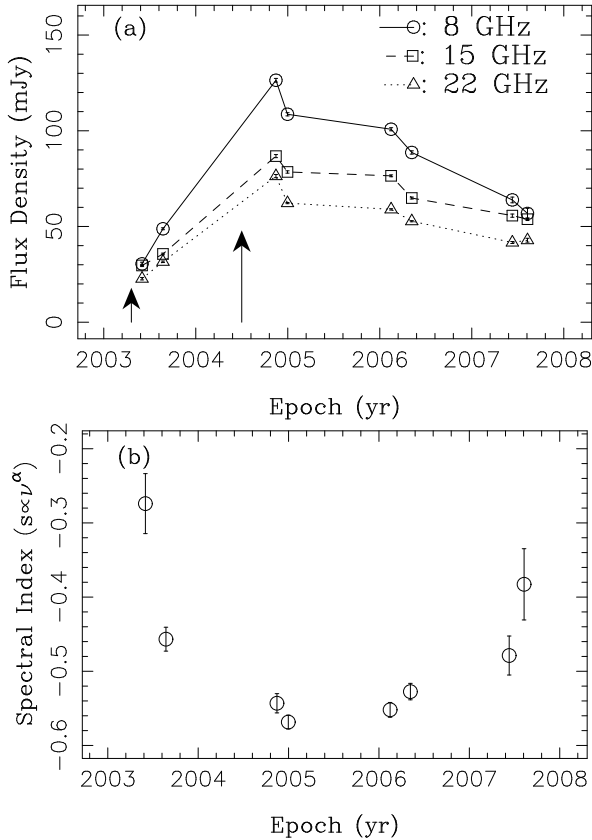 (a)
8 GHz
15 GHz
22 GHz
Flux Density (mJy)
150
100
50
0
2003 2004 2005 2006 2007 2008
Epoch (yr)
(b)
Spectral Index (s∝ν^α)
−0.2
−0.3
−0.4
−0.5
−0.6
2003 2004 2005 2006 2007 2008
Epoch (yr)